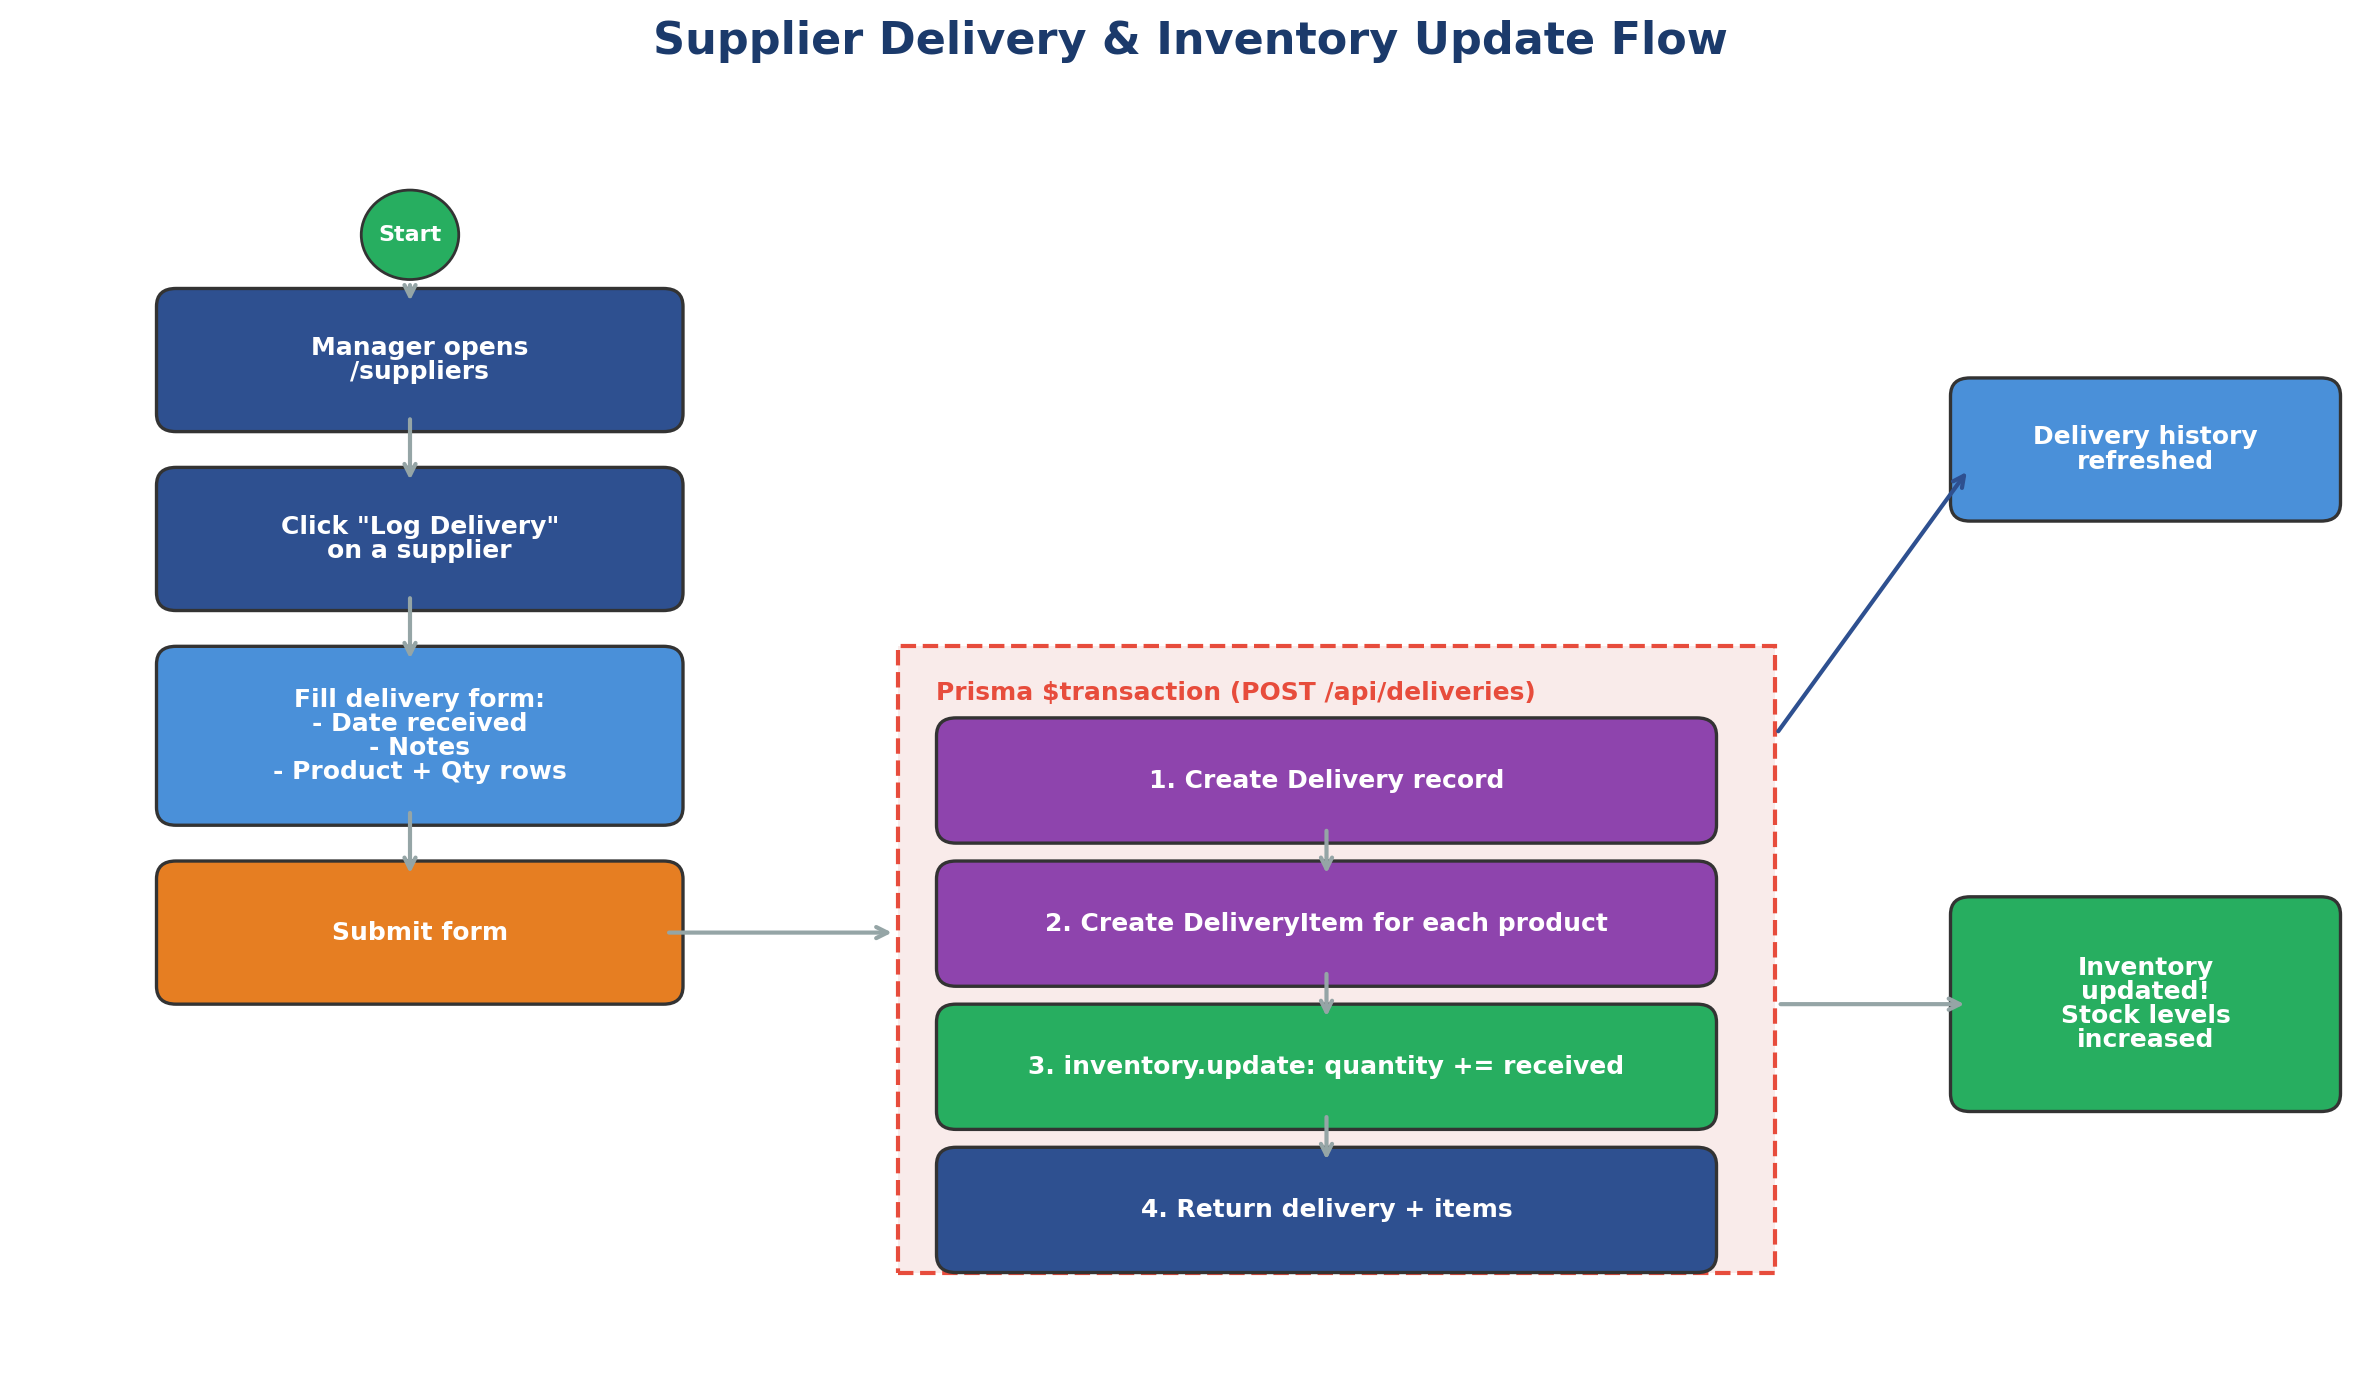 Supplier Delivery & Inventory Update Flow
Start
Manager opens
/suppliers
Click "Log Delivery"
on a supplier
Fill delivery form:
- Date received
- Notes
- Product + Qty rows
Submit form
Prisma $transaction (POST /api/deliveries)
1. Create Delivery record
2. Create DeliveryItem for each product
3. inventory.update: quantity += received
4. Return delivery + items
Delivery history
refreshed
Inventory
updated!
Stock levels
increased